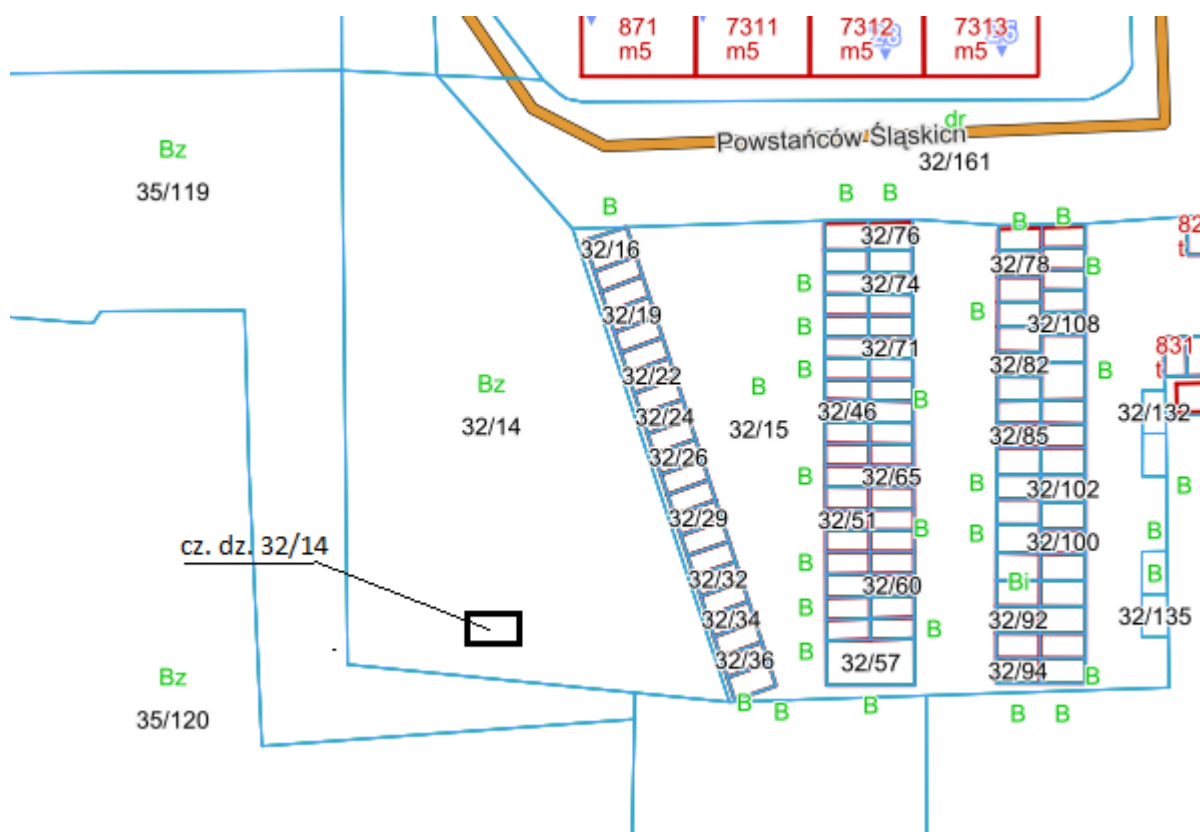 871
m5
7311
m5
7312
m5
28
7313
m5
dr
Powstańców Śląskich
32/161
Bz
35/119
B
B
B
B
B
82
t
32/16
32/76
32/78
B
B
32/74
32/19
B
B
32/108
32/71
831
t
32/22
B
32/82
B
Bz
B
32/14
32/24
32/15
32/46
B
32/132
32/26
32/85
B
32/65
B
32/102
B
32/29
32/51
B
B
32/100
B
cz. dz. 32/14
32/32
B
32/60
Bi
B
32/34
B
32/92
32/135
B
32/36
B
32/57
32/94
B
Bz
35/120
B
B
B
B
B